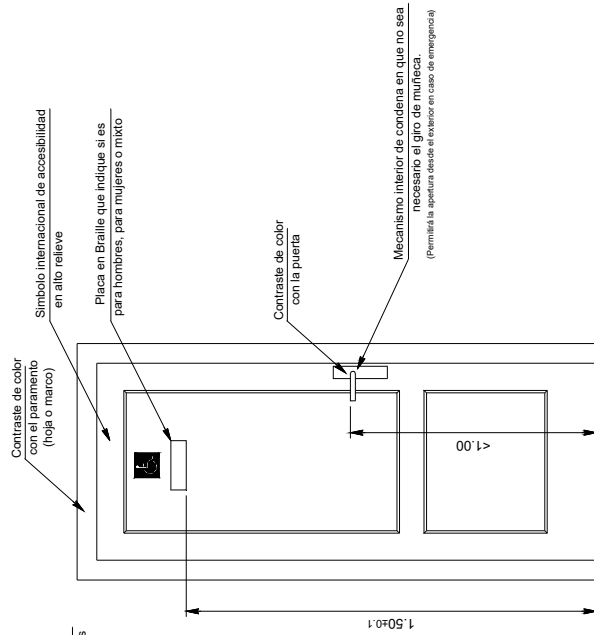 Contraste de color
con el paramento
(hoja o marco)
Símbolo internacional de accesibilidad
en alto relieve
Placa en Braille que indique si es
para hombres, para mujeres o mixto
Contraste de color
con la puerta
Mecanismo interior de condena en que no sea
necesario el giro de muñeca.
(Permitirá la apertura desde el exterior en caso de emergencia)
<1.00
1.50±0.1
s